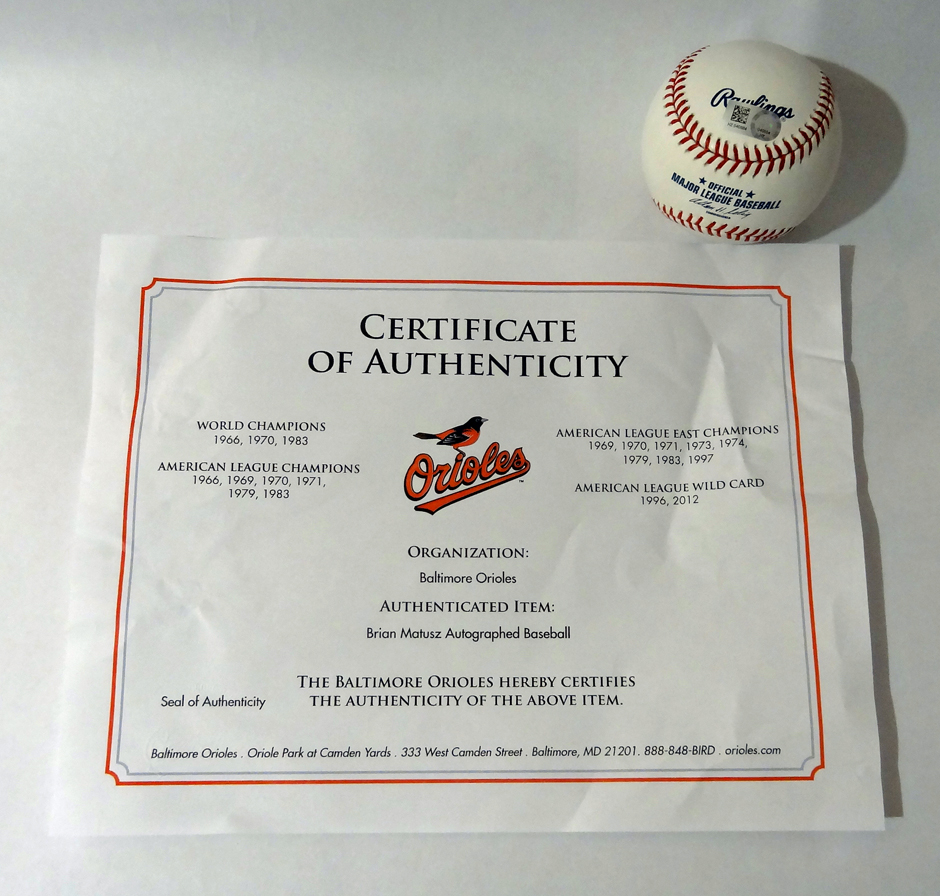 Rawlings
OFFICIAL
MAJOR LEAGUE BASEBALL
CERTIFICATE
OF AUTHENTICITY
WORLD CHAMPIONS
1966, 1970, 1983
AMERICAN LEAGUE CHAMPIONS
1966, 1969, 1970, 1971,
1979, 1983
Orioles
TM
AMERICAN LEAGUE EAST CHAMPIONS
1969, 1970, 1971, 1973, 1974,
1979, 1983, 1997
AMERICAN LEAGUE WILD CARD
1996, 2012
ORGANIZATION:
Baltimore Orioles
AUTHENTICATED ITEM:
Brian Matusz Autographed Baseball
THE BALTIMORE ORIOLES HEREBY CERTIFIES
THE AUTHENTICITY OF THE ABOVE ITEM.
Seal of Authenticity
Baltimore Orioles . Oriole Park at Camden Yards . 333 West Camden Street . Baltimore, MD 21201. 888-848-BIRD . orioles.com